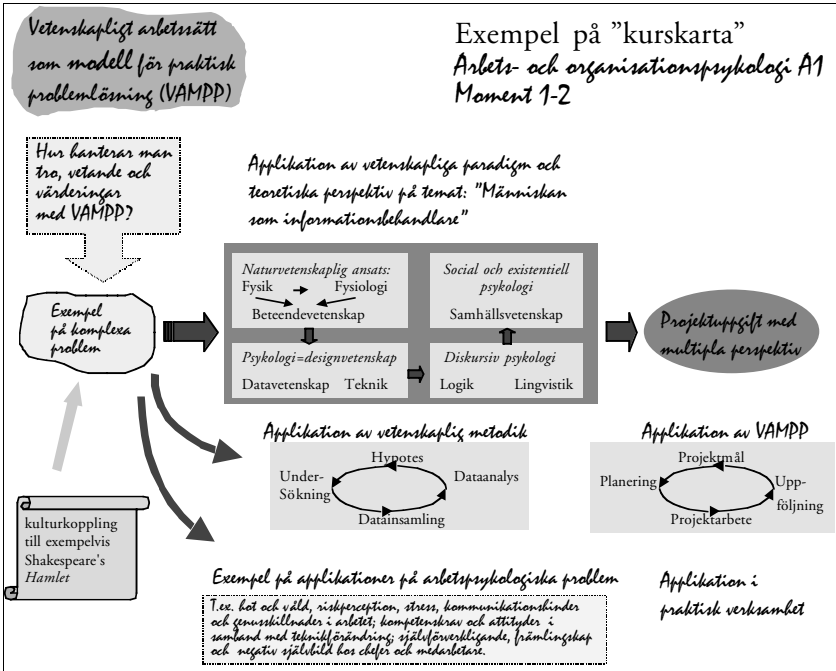 Vetenskapligt arbetssätt
som modell för praktisk
problemlösning (VAMPP)
Exempel på "kurskarta"
Arbets- och organisationspsykologi A1
Moment 1-2
Hur hanterar man
tro, vetande och
värderingar
med VAMPP?
Applikation av vetenskapliga paradigm och
teoretiska perspektiv på temat: "Människan
som informationsbehandlare"
Naturvetenskaplig ansats:
Fysik Fysiologi
Beteendevetenskap
Social och existentiell
psykologi
Samhällsvetenskap
Exempel
på komplexa
problem
Psykologi=designvetenskap
Datavetenskap Teknik
Diskursiv psykologi
Logik Lingvistik
Projektuppgift med
multipla perspektiv
Applikation av vetenskaplig metodik
Hypotes
Under-
Sökning
Dataanalys
Datainsamling
Applikation av VAMPP
Projektmål
Planering
Upp-
följning
Projektarbete
kulturkoppling
till exempelvis
Shakespeare's
Hamlet
Exempel på applikationer på arbetspsykologiska problem
T.ex. hot och våld, riskperception, stress, kommunikationshinder
och genusskillnader i arbetet; kompetenskrav och attityder i
samband med teknikförändring; självförverkligande, främlingskap
och negativ självbild hos chefer och medarbetare.
Applikation i
praktisk verksamhet